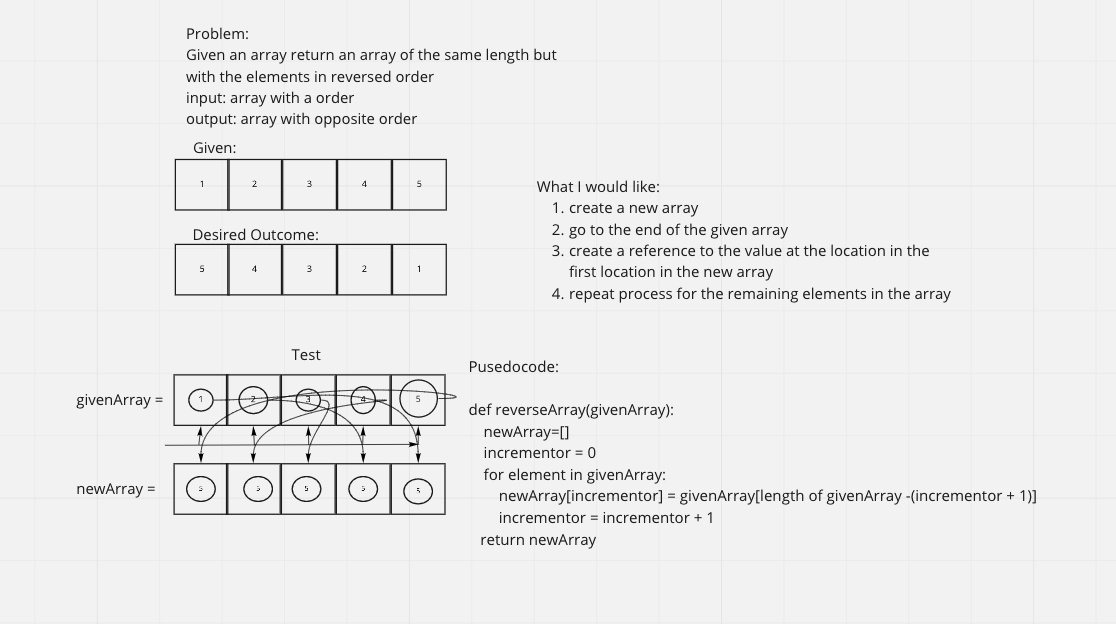 Problem:
Given an array return an array of the same length but
with the elements in reversed order
input: array with a order
output: array with opposite order
Given:
1 2 3 4 5
Desired Outcome:
5 4 3 2 1
What I would like:
1. create a new array
2. go to the end of the given array
3. create a reference to the value at the location in the
first location in the new array
4. repeat process for the remaining elements in the array
Test
givenArray = 1 2 3 4 5
newArray = 5 5 5 5 5
Pusedocode:
def reverseArray(givenArray):
newArray=[]
incrementor = 0
for element in givenArray:
newArray[incrementor] = givenArray[length of givenArray -(incrementor + 1)]
incrementor = incrementor + 1
return newArray